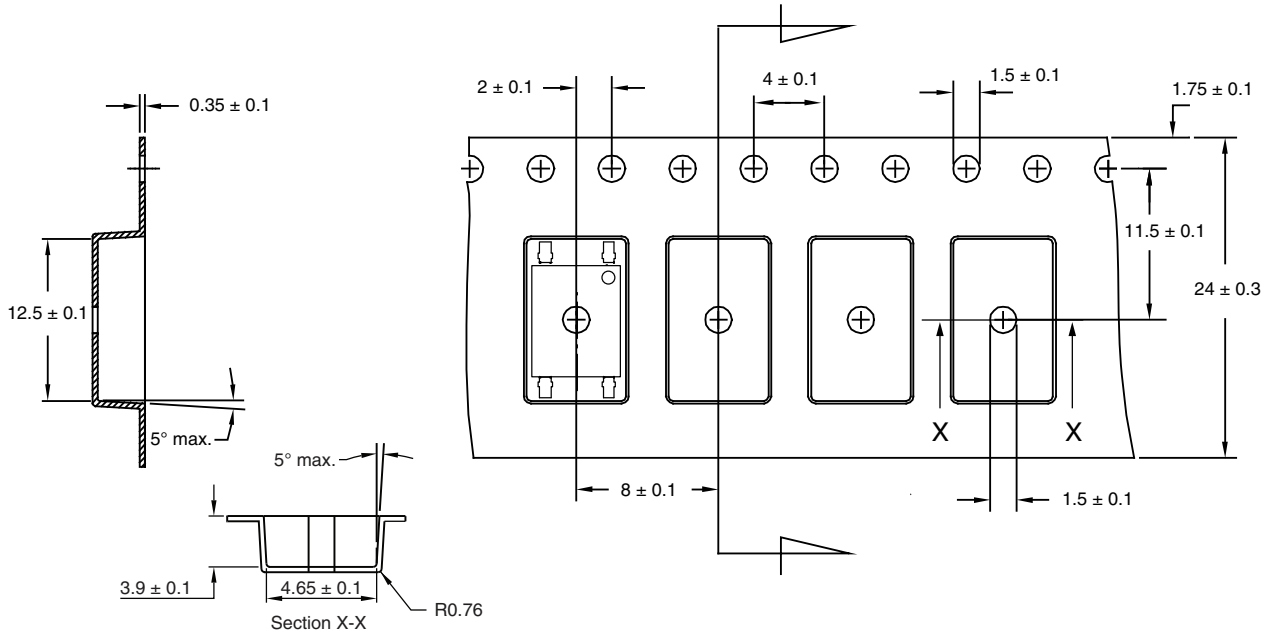 0.35 ± 0.1
2 ± 0.1
4 ± 0.1
1.5 ± 0.1
1.75 ± 0.1
11.5 ± 0.1
24 ± 0.3
12.5 ± 0.1
5° max.
X
X
5° max.
8 ± 0.1
1.5 ± 0.1
3.9 ± 0.1
4.65 ± 0.1
R0.76
Section X-X